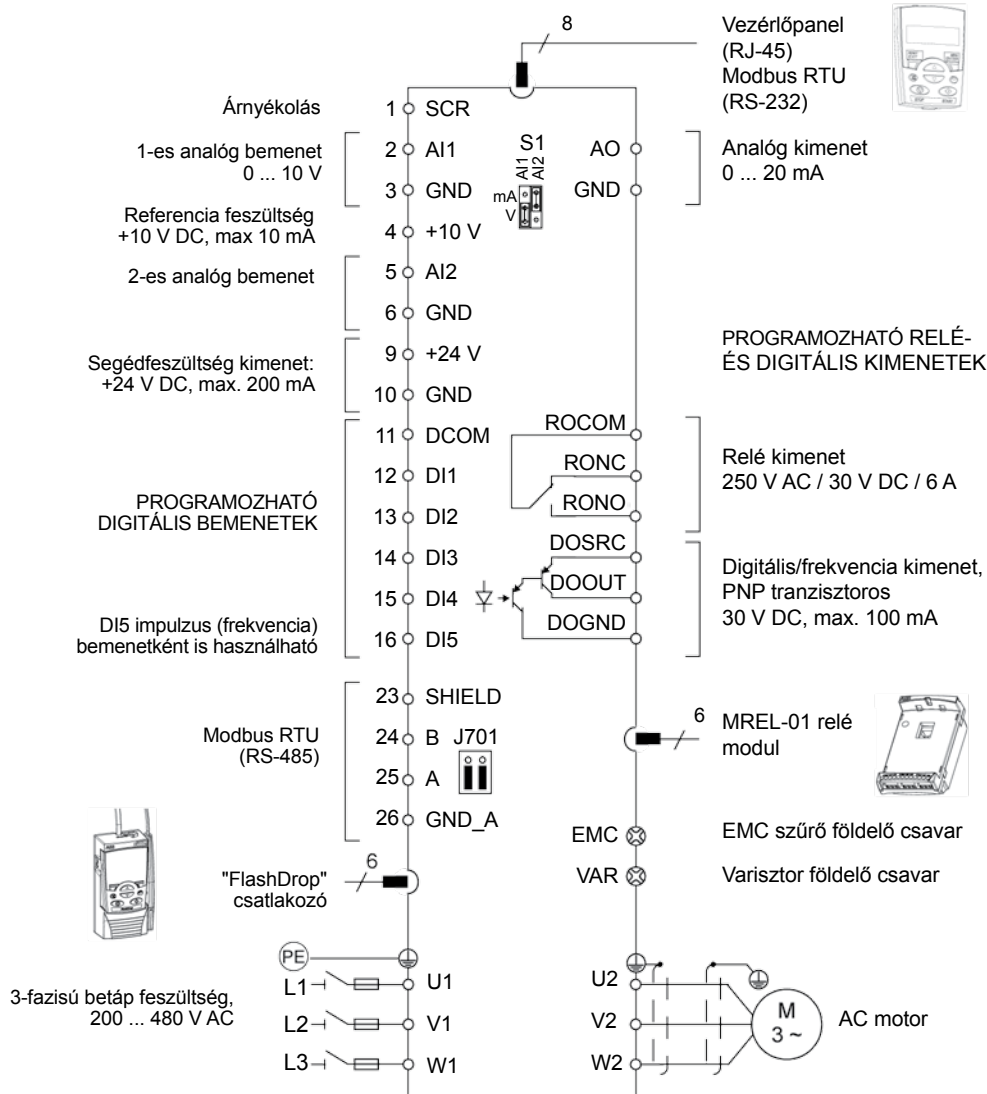 8
Vezérlőpanel
(RJ-45)
Modbus RTU
(RS-232)
Árnyékolás
1 SCR
1-es analóg bemenet
0 ... 10 V
2 AI1
3 GND
S1
AI1
AI2
mA
V
AO
GND
Analóg kimenet
0 ... 20 mA
Referencia feszültség
+10 V DC, max 10 mA
4 +10 V
2-es analóg bemenet
5 AI2
6 GND
Segédfeszültség kimenet:
+24 V DC, max. 200 mA
9 +24 V
10 GND
PROGRAMOZHATÓ RELÉ-
ÉS DIGITÁLIS KIMENETEK
PROGRAMOZHATÓ
DIGITÁLIS BEMENETEK
11 DCOM
12 DI1
13 DI2
14 DI3
15 DI4
16 DI5
DI5 impulzus (frekvencia)
bemenetként is használható
ROCOM
RONC
RONO
Relé kimenet
250 V AC / 30 V DC / 6 A
DOSRC
DOOUT
DOGND
Digitális/frekvencia kimenet,
PNP tranzisztoros
30 V DC, max. 100 mA
Modbus RTU
(RS-485)
23 SHIELD
24 B J701
25 A
26 GND_A
6
MREL-01 relé
modul
EMC
EMC szűrő földelő csavar
VAR
Varisztor földelő csavar
6
"FlashDrop"
csatlakozó
PE
3-fazisú betáp feszültség,
200 ... 480 V AC
L1 U1
L2 V1
L3 W1
U2
V2
W2
M
3 ~
AC motor